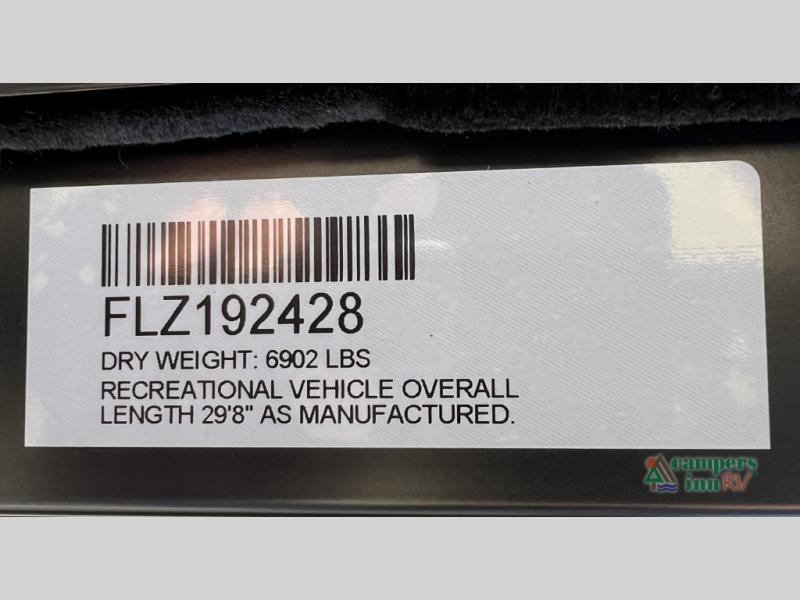 FLZ192428
DRY WEIGHT: 6902 LBS
RECREATIONAL VEHICLE OVERALL
LENGTH 29'8" AS MANUFACTURED.
campers
inn RV